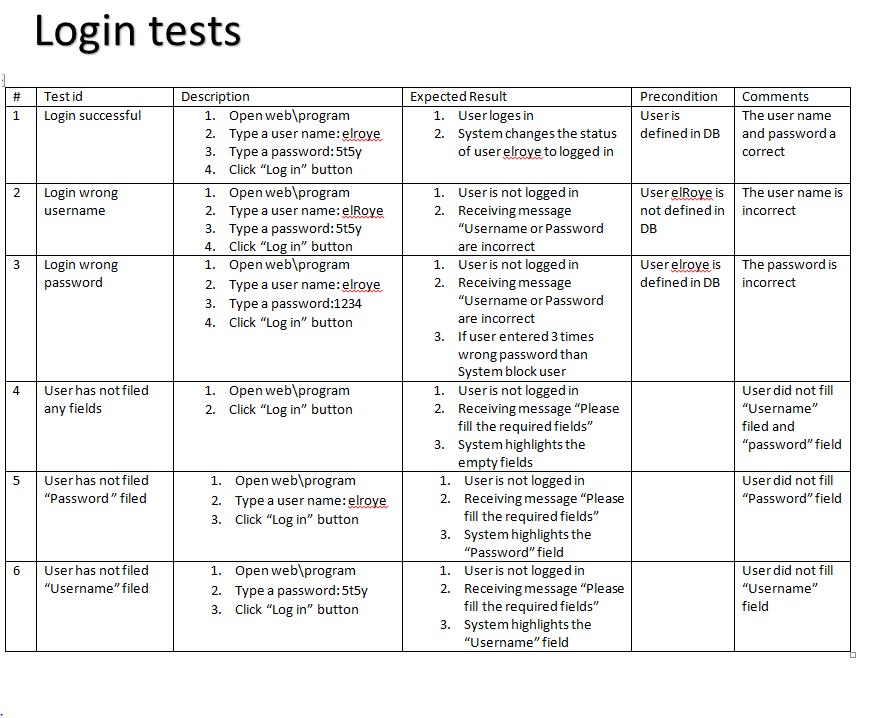 Login tests
# Test id Description Expected Result Precondition Comments
1 Login successful
1. Open web\program
2. Type a user name: elroye
3. Type a password: 5t5y
4. Click “Log in” button
1. User loges in
2. System changes the status
of user elroye to logged in
User is
defined in DB
The user name
and password a
correct
2 Login wrong
username
1. Open web\program
2. Type a user name: elRoye
3. Type a password: 5t5y
4. Click “Log in” button
1. User is not logged in
2. Receiving message
“Username or Password
are incorrect
User elRoye is
not defined in
DB
The user name is
incorrect
3 Login wrong
password
1. Open web\program
2. Type a user name: elroye
3. Type a password:1234
4. Click “Log in” button
1. User is not logged in
2. Receiving message
“Username or Password
are incorrect
3. If user entered 3 times
wrong password than
System block user
User elroye is
defined in DB
The password is
incorrect
4 User has not filed
any fields
1. Open web\program
2. Click “Log in” button
1. User is not logged in
2. Receiving message “Please
fill the required fields”
3. System highlights the
empty fields
User did not fill
“Username”
filed and
“password” field
5 User has not filed
“Password ” filed
1. Open web\program
2. Type a user name: elroye
3. Click “Log in” button
1. User is not logged in
2. Receiving message “Please
fill the required fields”
3. System highlights the
“Password” field
User did not fill
“Password” field
6 User has not filed
“Username” filed
1. Open web\program
2. Type a password: 5t5y
3. Click “Log in” button
1. User is not logged in
2. Receiving message “Please
fill the required fields”
3. System highlights the
“Username” field
User did not fill
“Username”
field